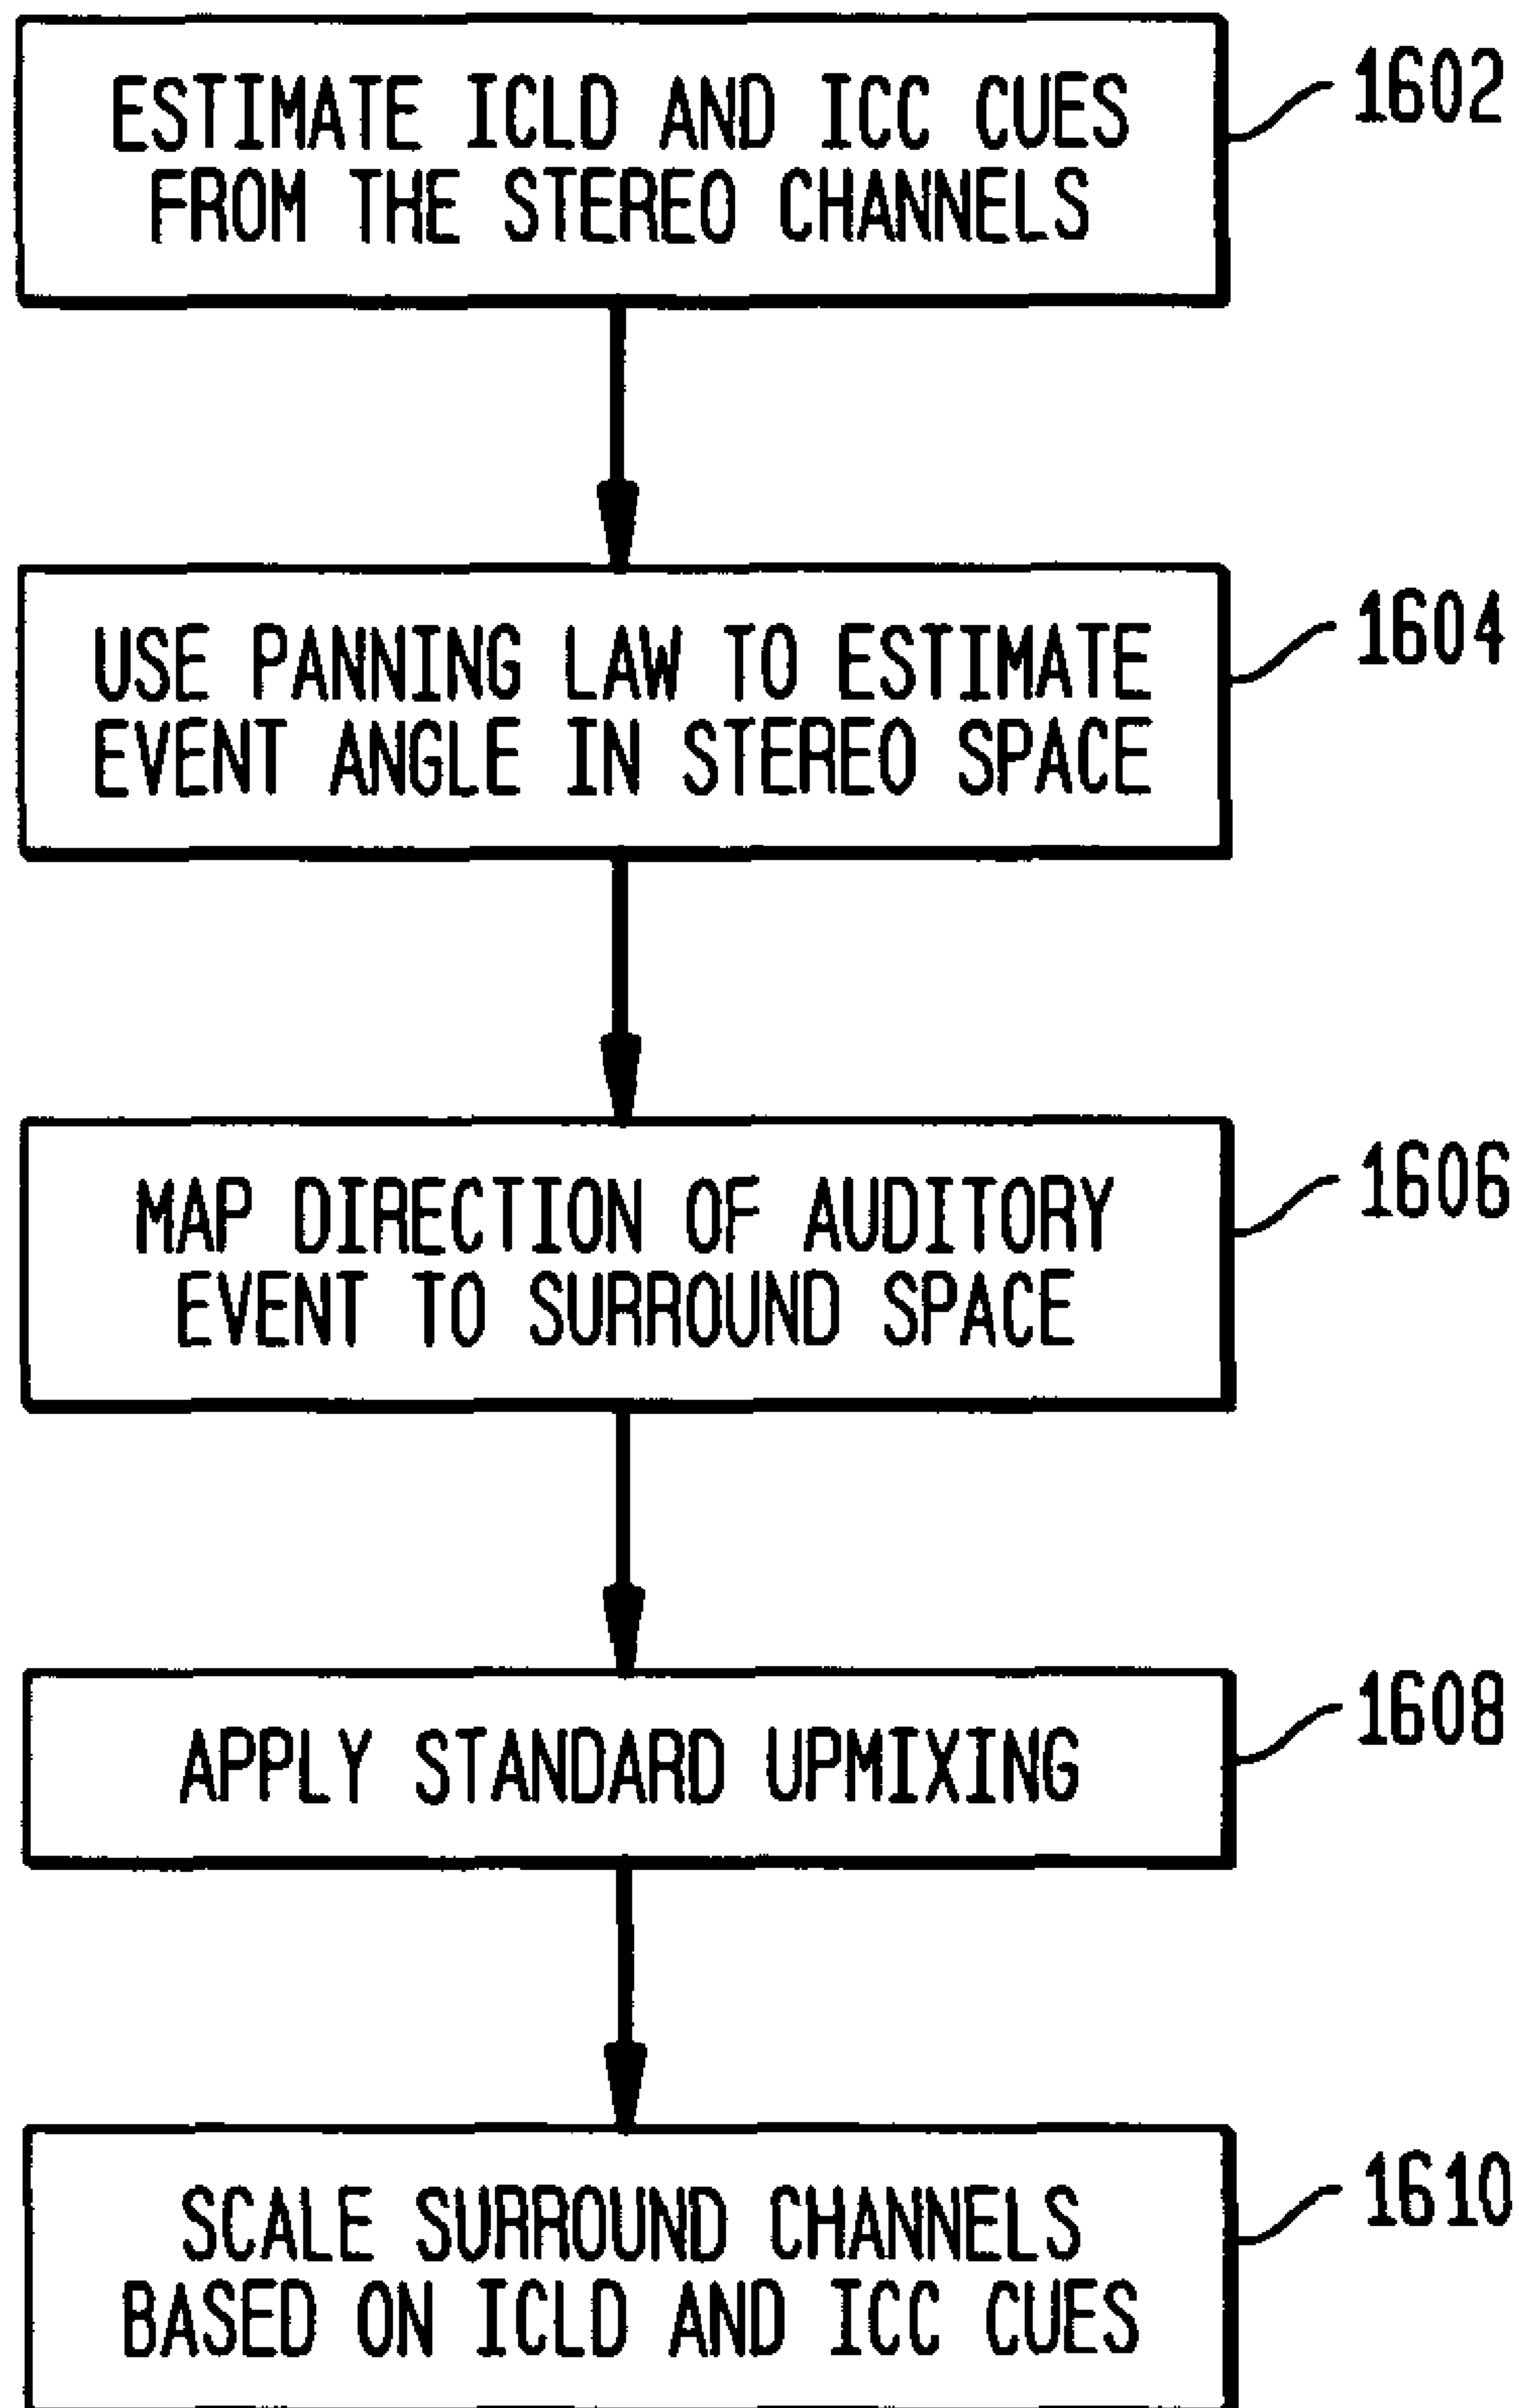 ESTIMATE ICLD AND ICC CUES
FROM THE STEREO CHANNELS
1602
USE PANNING LAW TO ESTIMATE
EVENT ANGLE IN STEREO SPACE
1604
MAP DIRECTION OF AUDITORY
EVENT TO SURROUND SPACE
1606
APPLY STANDARD UPMIXING
1608
SCALE SURROUND CHANNELS
BASED ON ICLD AND ICC CUES
1610